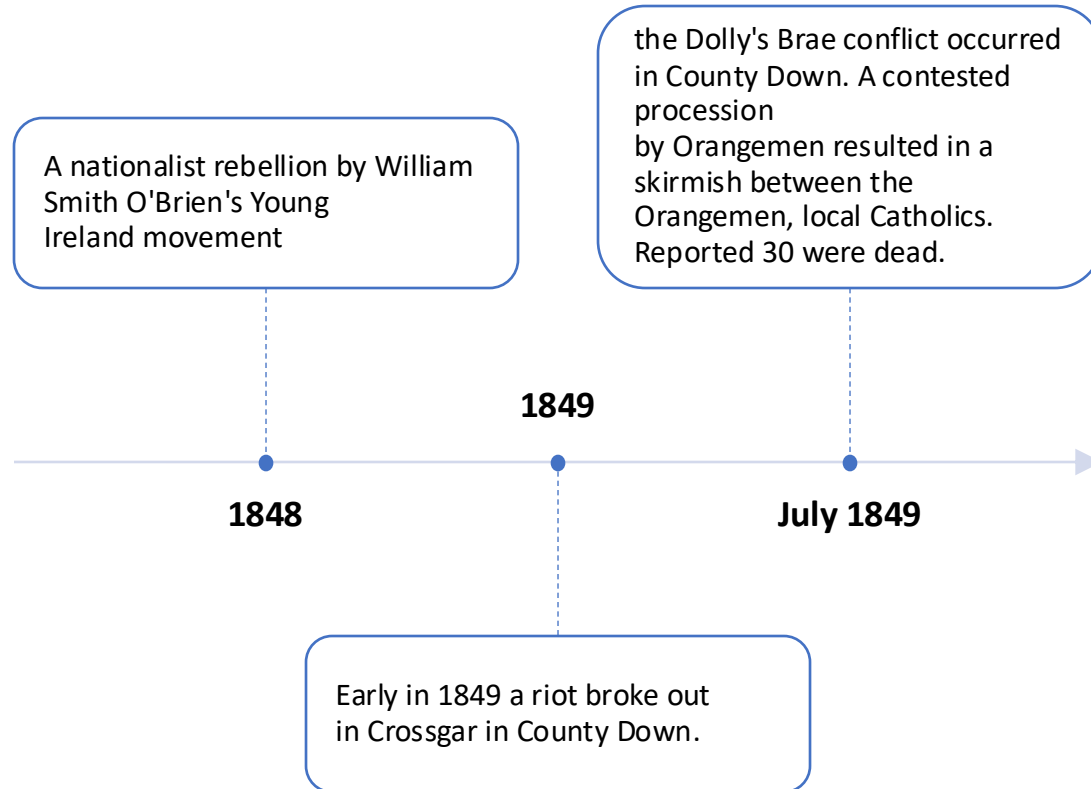 the Dolly's Brae conflict occurred
in County Down. A contested
procession
by Orangemen resulted in a
skirmish between the
Orangemen, local Catholics.
Reported 30 were dead.
A nationalist rebellion by William
Smith O'Brien's Young
Ireland movement
1849
1848
July 1849
Early in 1849 a riot broke out
in Crossgar in County Down.